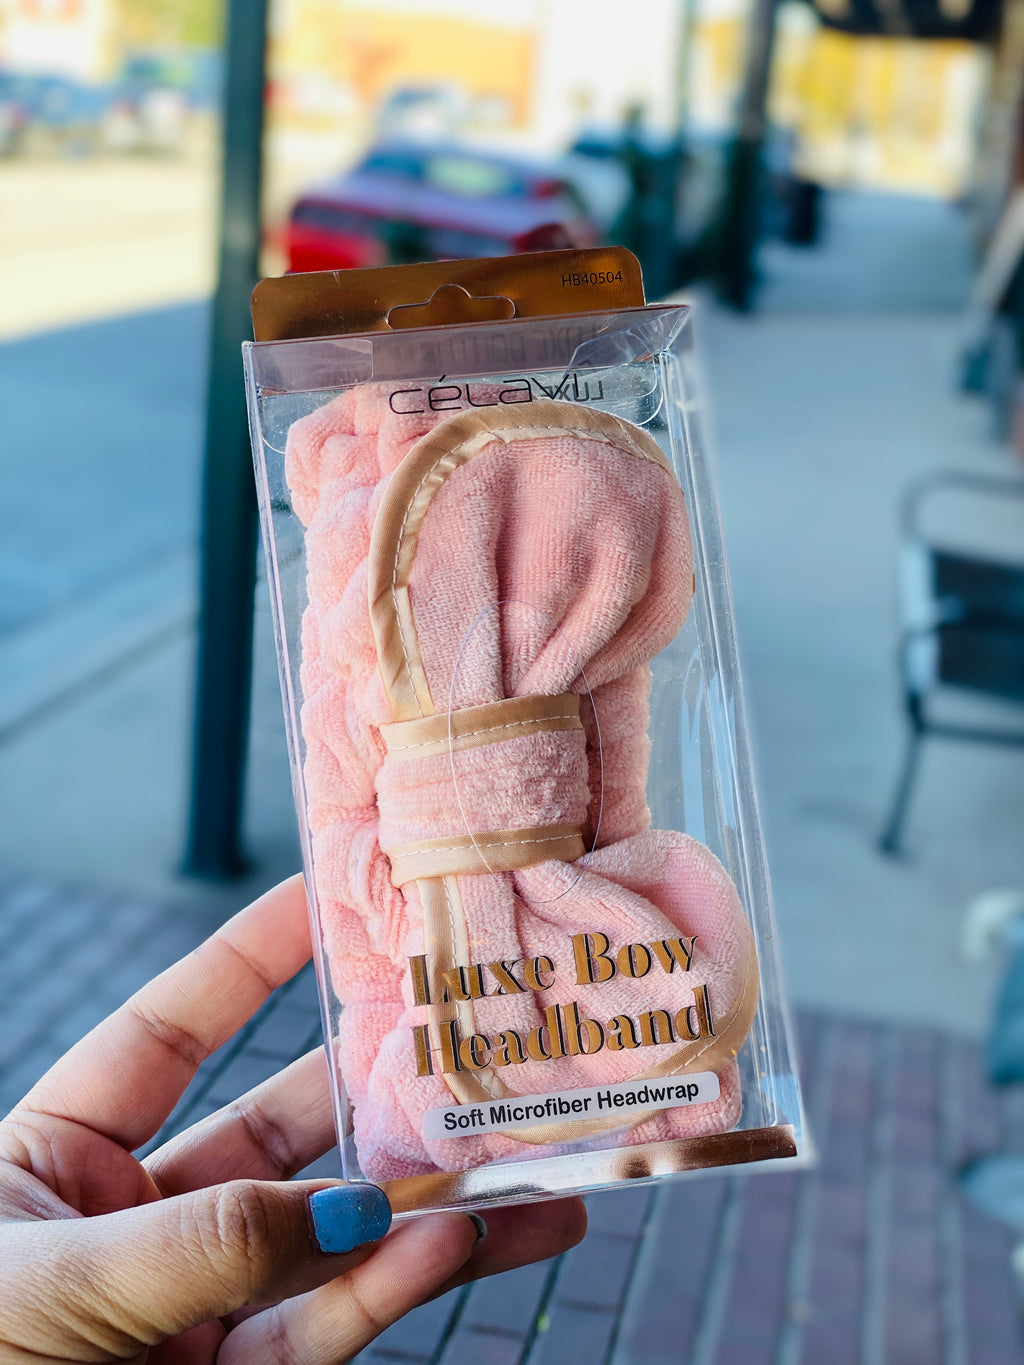 HB40504
céLavi
Luxe Bow
Headband
Soft Microfiber Headwrap